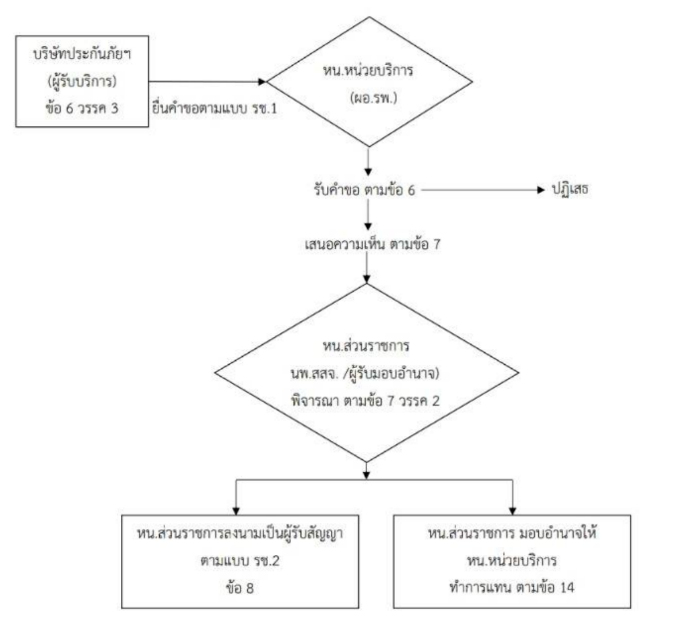 บริษัทประกันภัยฯ
(ผู้รับบริการ)
ข้อ 6 วรรค 3
ยื่นคำขอตามแบบ รช.1
หน.หน่วยบริการ
(ผอ.รพ.)
รับคำขอ ตามข้อ 6
ปฏิเสธ
เสนอความเห็น ตามข้อ 7
หน.ส่วนราชการ
นพ.สสจ. /ผู้รับมอบอำนาจ)
พิจารณา ตามข้อ 7 วรรค 2
หน.ส่วนราชการลงนามเป็นผู้รับสัญญา
ตามแบบ รช.2
ข้อ 8
หน.ส่วนราชการ มอบอำนาจให้
หน.หน่วยบริการ
ทำการแทน ตามข้อ 14